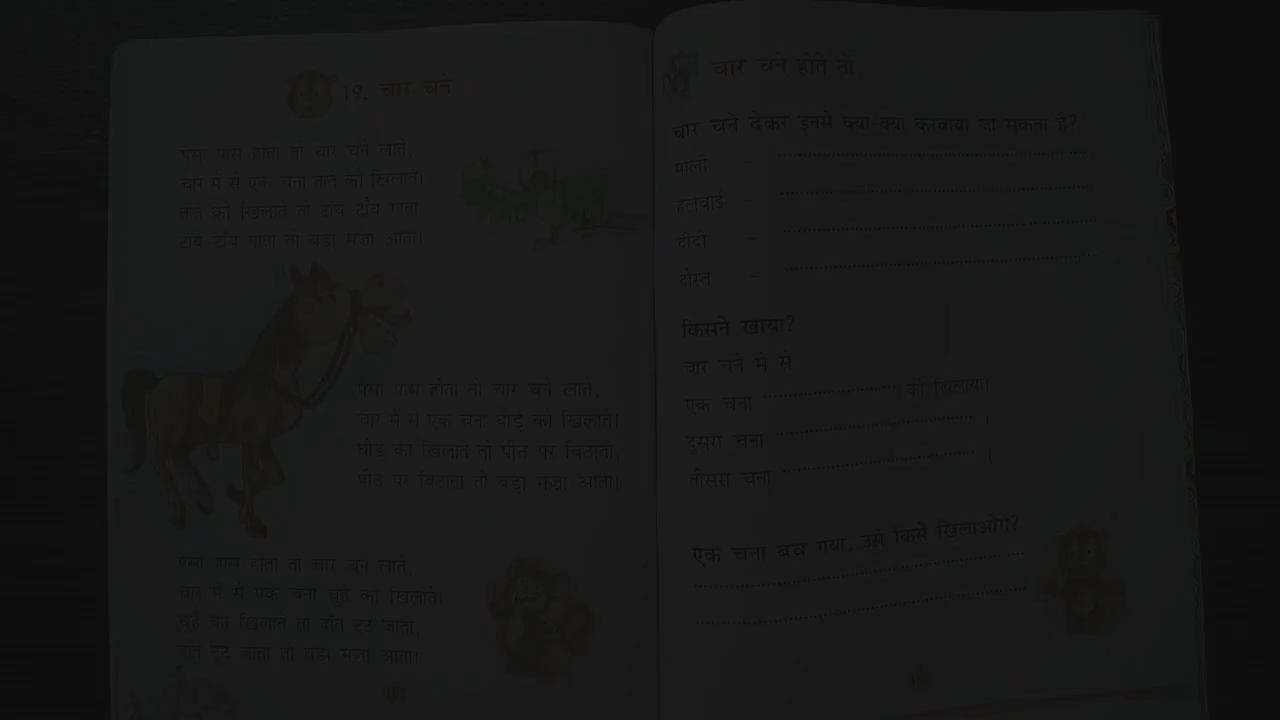 १९. चार चने
पैसा पास होता तो चार चने लाते,
चार में से एक चना तोते को खिलाते।
तोते को खिलाते तो टाँय टाँय गाता,
टाँय टाँय गाता तो बड़ा मज़ा आता।
पैसा पास होता तो चार चने लाते,
चार में से एक चना घोड़े को खिलाते।
घोड़े को खिलाते तो पीठ पर बिठाता,
पीठ पर बिठाता तो बड़ा मज़ा आता।
पैसा पास होता तो चार चने लाते,
चार में से एक चना चूहे को खिलाते।
चूहे को खिलाते तो दाँत टूट जाता,
दाँत टूट जाता तो बड़ा मज़ा आता।
चार चने होते तो
चार चने देकर इनसे क्या-क्या करवाया जा सकता है?
माली -
हलवाई -
दीदी -
दोस्त -
किसने खाया?
चार चने में से
एक चना को खिलाया।
दूसरा चना ।
तीसरा चना
एक चना बच गया, उसे किसे खिलाओगे?